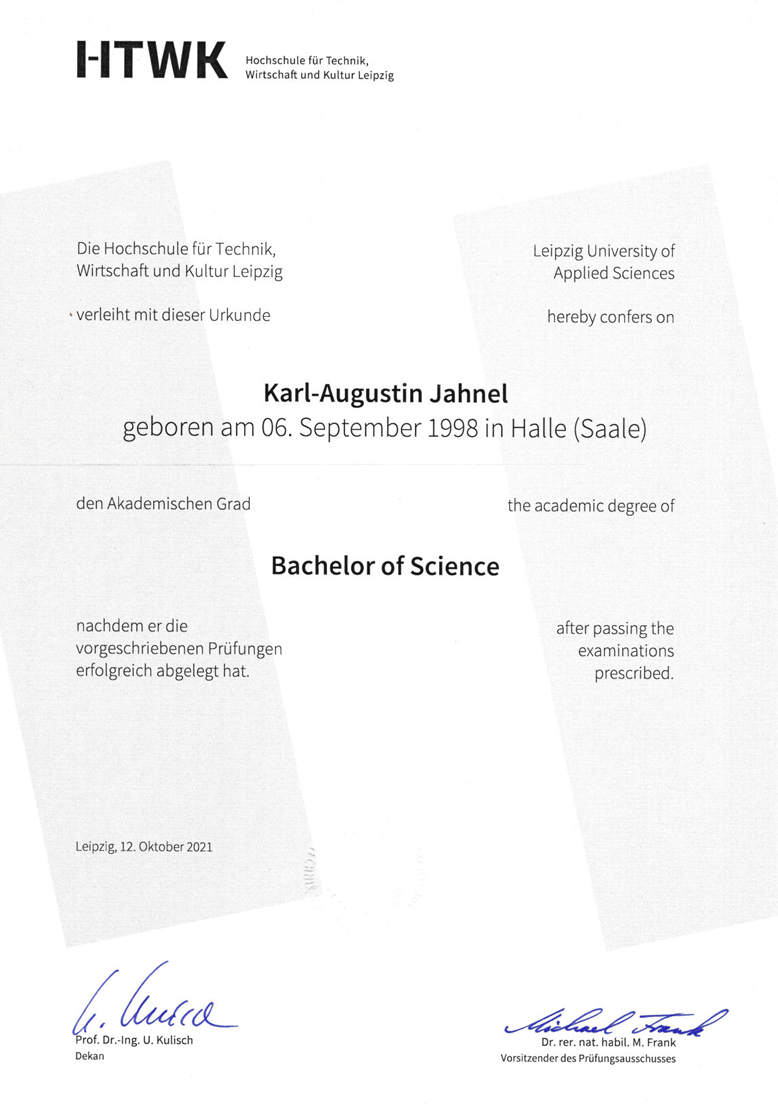 HTWK
Hochschule für Technik,
Wirtschaft und Kultur Leipzig
Die Hochschule für Technik,
Wirtschaft und Kultur Leipzig
verleiht mit dieser Urkunde
Leipzig University of
Applied Sciences
hereby confers on
Karl-Augustin Jahnel
geboren am 06. September 1998 in Halle (Saale)
den Akademischen Grad
the academic degree of
Bachelor of Science
nachdem er die
vorgeschriebenen Prüfungen
erfolgreich abgelegt hat.
after passing the
examinations
prescribed.
Leipzig, 12. Oktober 2021
U. Kulisch
Prof. Dr.-Ing. U. Kulisch
Dekan
Michael Frank
Dr. rer. nat. habil. M. Frank
Vorsitzender des Prüfungsausschusses